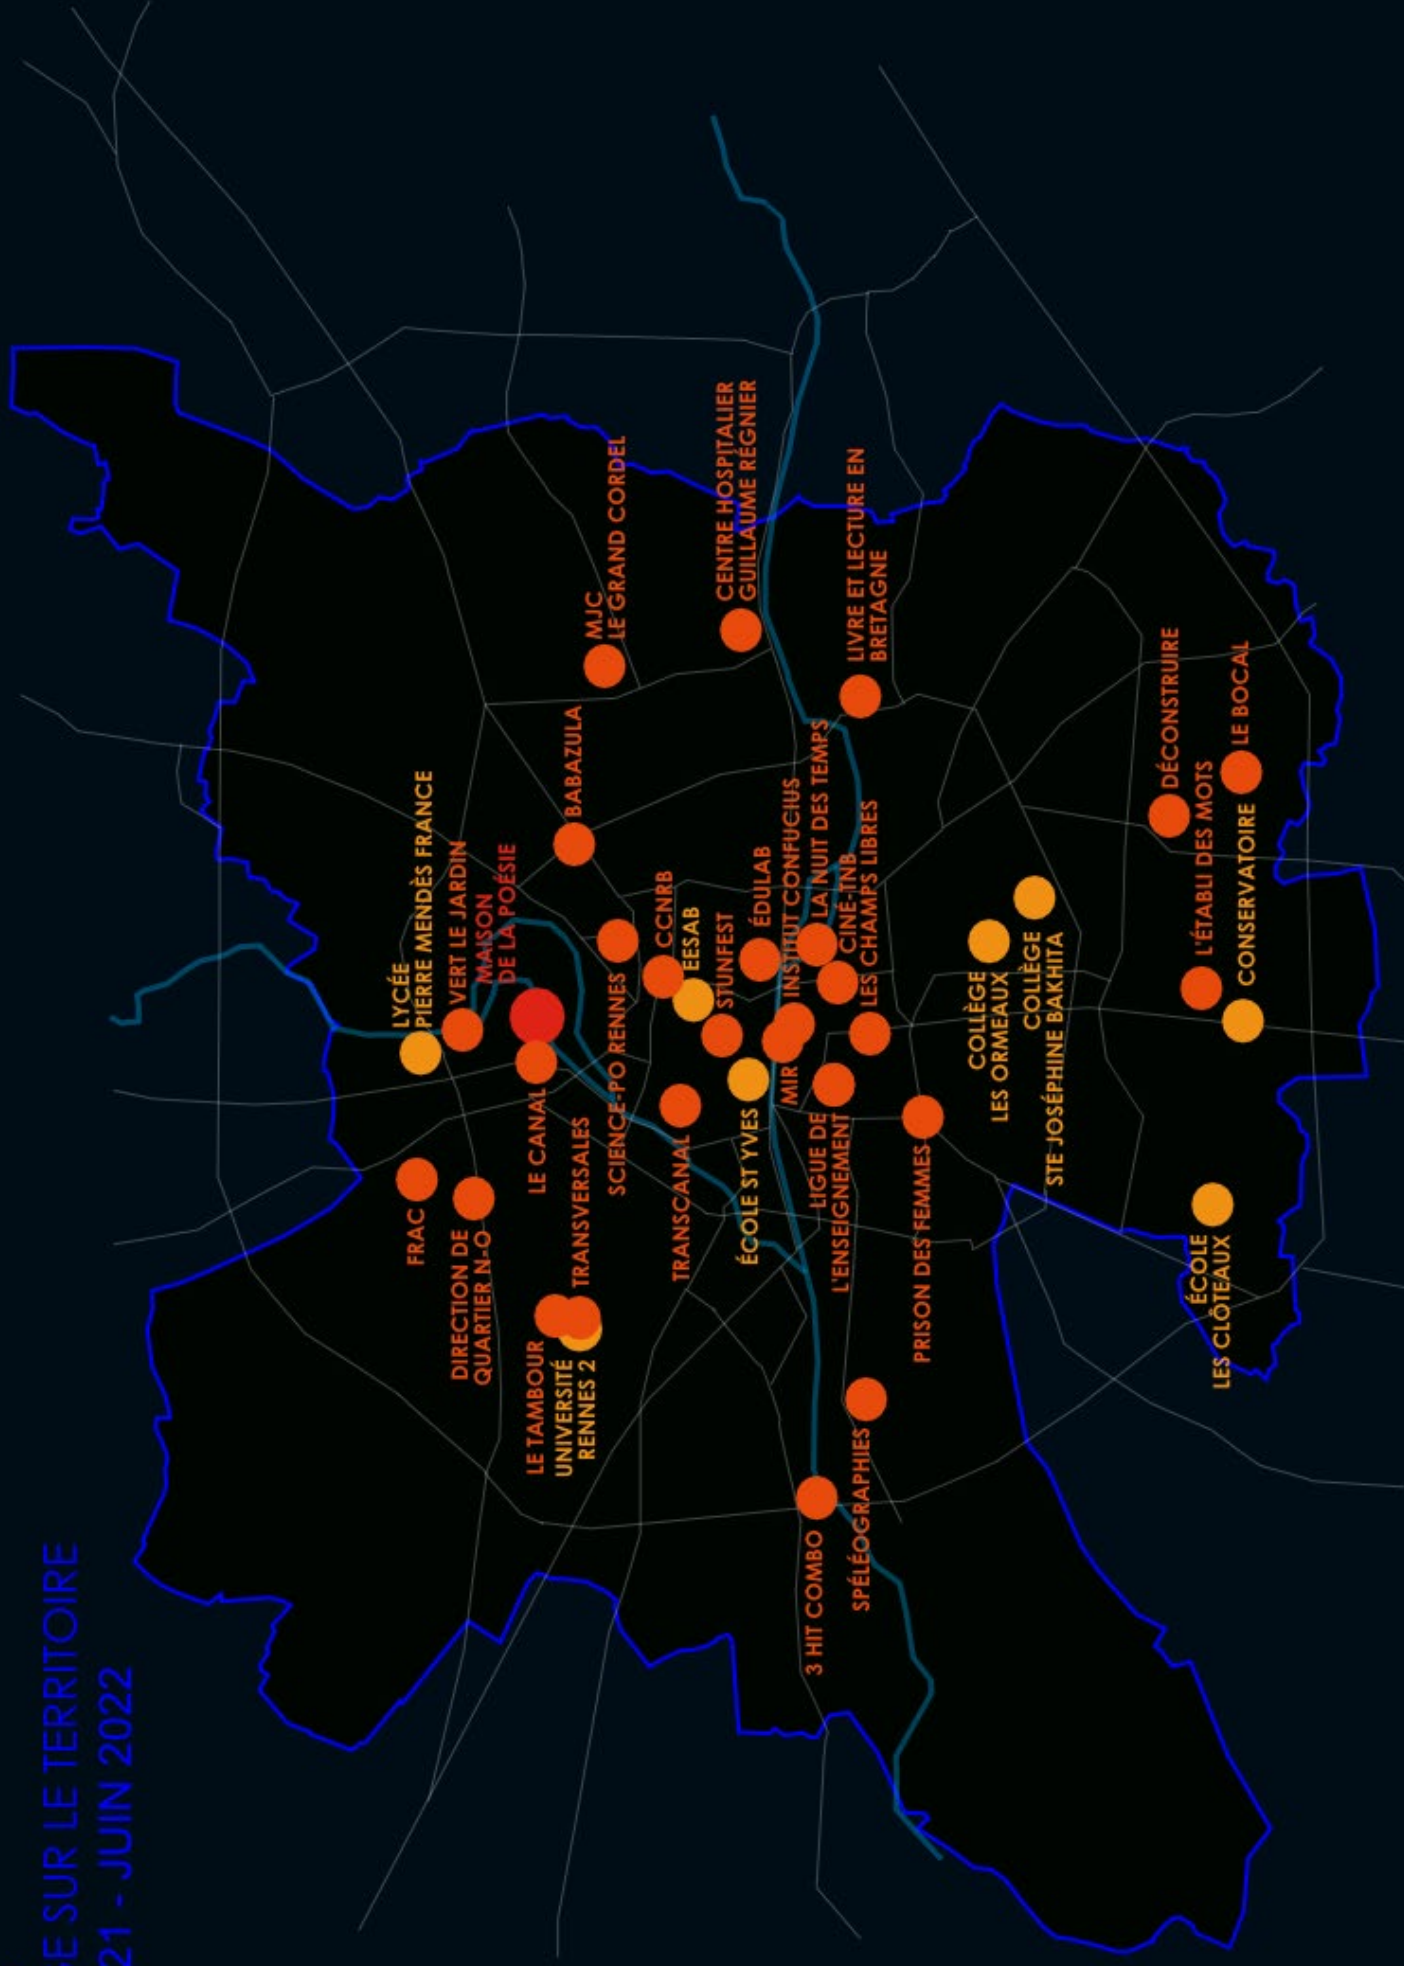 E SUR LE TERRITOIRE
21 - JUIN 2022
LYCÉE
PIERRE MENDÈS FRANCE
VERT LE JARDIN
MAISON
DE LA POÉSIE
FRAC
DIRECTION DE
QUARTIER N-O
LE CANAL
BABAZULA
MJC
LE GRAND CORDEL
TRANSVERSALES
LE TAMBOUR
UNIVERSITÉ
RENNES 2
SCIENCE-PO RENNES
CCNRB
EESAB
STUNFEST
TRANSCANAL
CENTRE HOSPITALIER
GUILLAUME RÉGNIER
ÉCOLE ST YVES
ÉDULAB
INSTITUT CONFUCIUS
MIR
LA NUIT DES TEMPS
CINÉ-TNB
LES CHAMPS LIBRES
LIVRE ET LECTURE EN
BRETAGNE
LIGUE DE
L'ENSEIGNEMENT
3 HIT COMBO
SPÉLÉOGRAPHIES
PRISON DES FEMMES
COLLÈGE
LES ORMEAUX
COLLÈGE
STE JOSÉPHINE BAKHITA
DÉCONSTRUIRE
L'ÉTABLI DES MOTS
LE BOCAL
CONSERVATOIRE
ÉCOLE
LES CLÔTEAUX